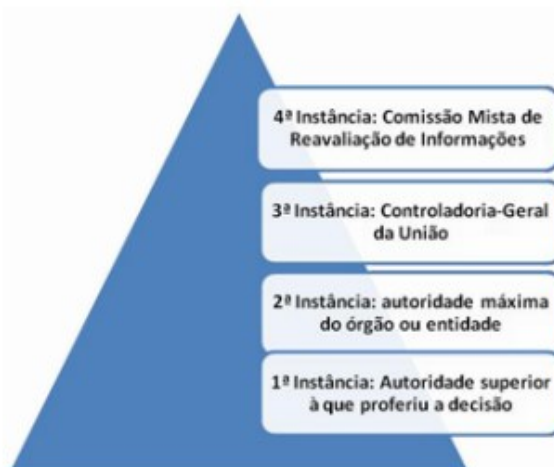 4ª Instância: Comissão Mista de
Reavaliação de Informações
3ª Instância: Controladoria-Geral
da União
2ª Instância: autoridade máxima
do órgão ou entidade
1ª Instância: Autoridade superior
à que proferiu a decisão